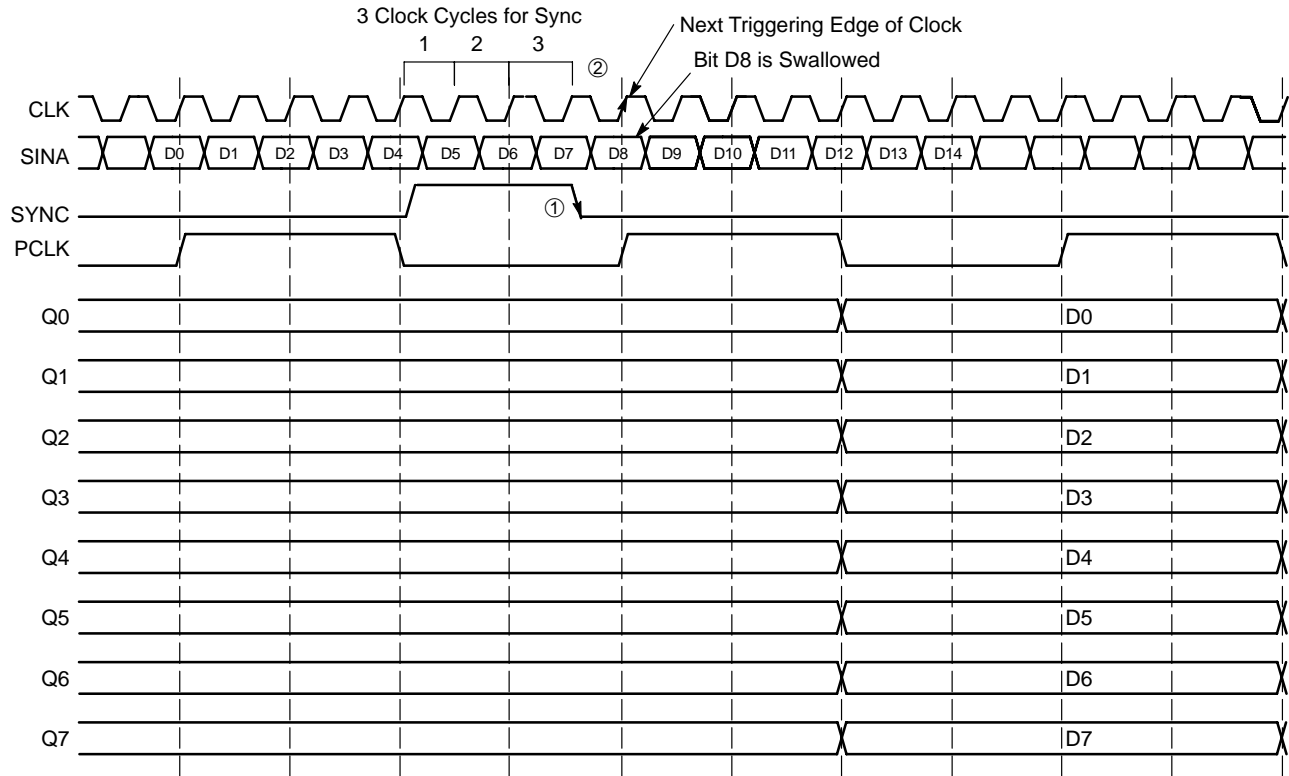 3 Clock Cycles for Sync
1 2 3
②
Next Triggering Edge of Clock
Bit D8 is Swallowed
CLK
SINA D0 D1 D2 D3 D4 D5 D6 D7 D8 D9 D10 D11 D12 D13 D14
SYNC ①
PCLK
Q0 D0
Q1 D1
Q2 D2
Q3 D3
Q4 D4
Q5 D5
Q6 D6
Q7 D7